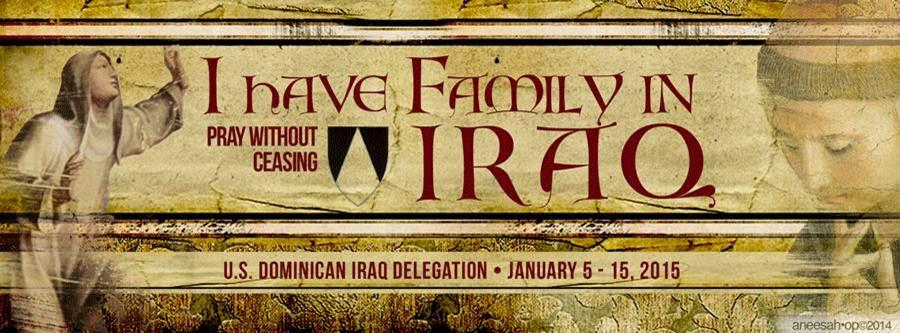 I have Family in
PRAY WITHOUT
CEASING
IRAQ
U.S. DOMINICAN IRAQ DELEGATION • JANUARY 5 - 15, 2015
aneesah•op©2014